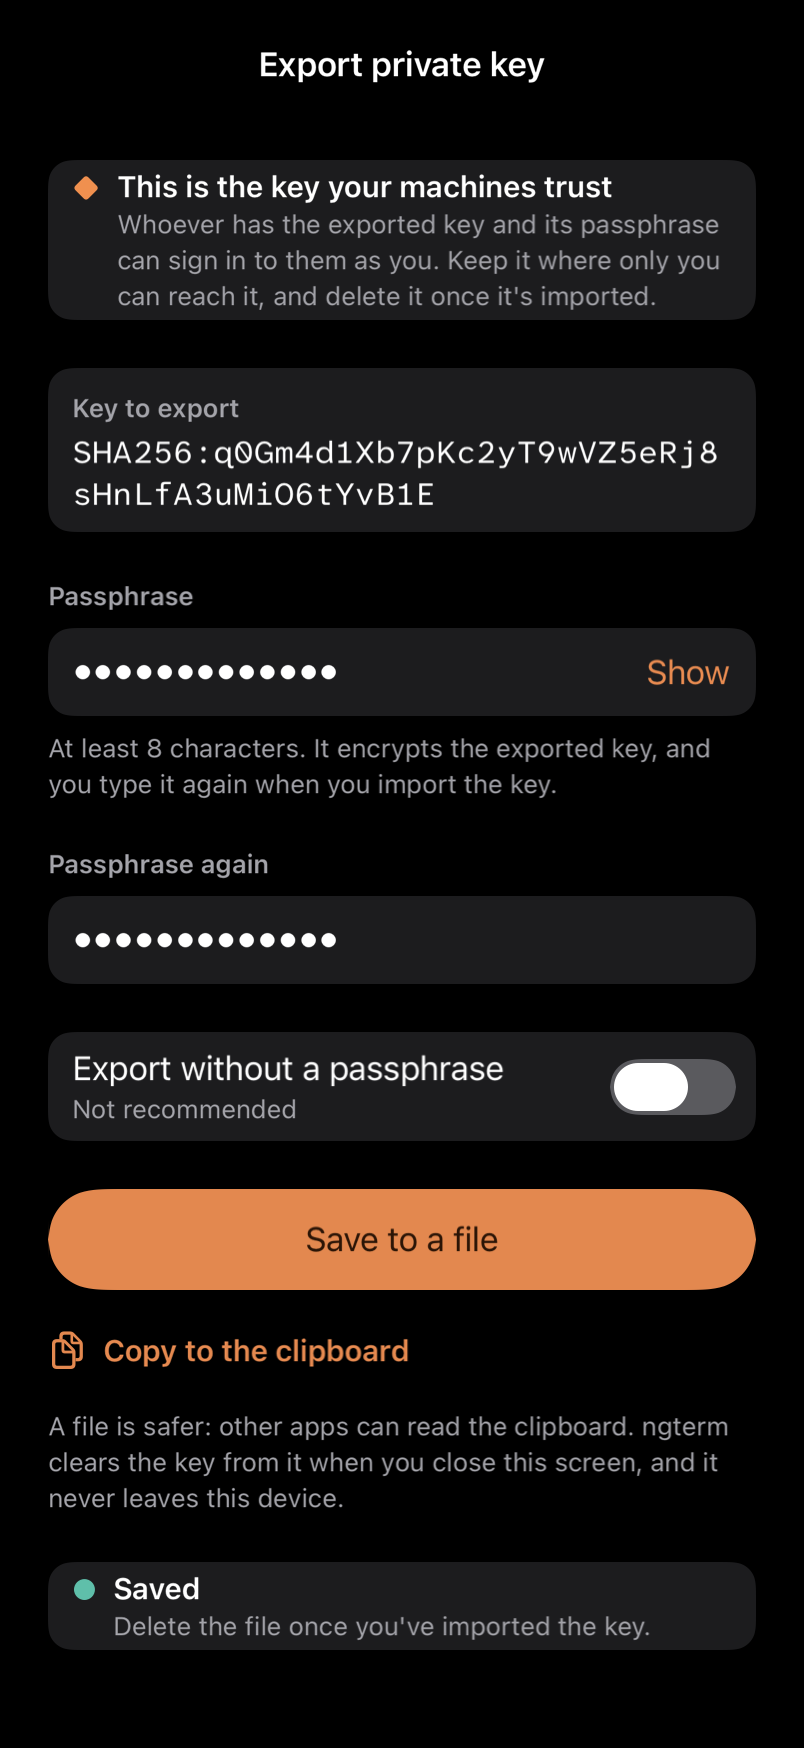 Export private key
This is the key your machines trust
Whoever has the exported key and its passphrase
can sign in to them as you. Keep it where only you
can reach it, and delete it once it's imported.
Key to export
SHA256:q0Gm4d1Xb7pKc2yT9wVZ5eRj8
sHnLfA3uMiO6tYvB1E
Passphrase
●●●●●●●●●●●●●
Show
At least 8 characters. It encrypts the exported key, and
you type it again when you import the key.
Passphrase again
●●●●●●●●●●●●●
Export without a passphrase
Not recommended
Save to a file
Copy to the clipboard
A file is safer: other apps can read the clipboard. ngterm
clears the key from it when you close this screen, and it
never leaves this device.
Saved
Delete the file once you've imported the key.